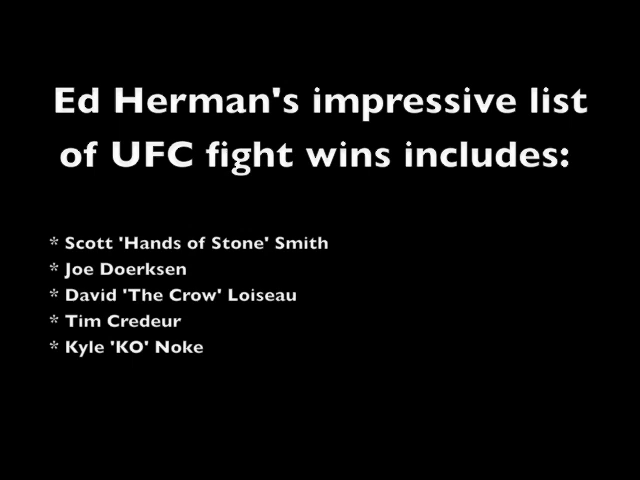 Ed Herman's impressive list
of UFC fight wins includes:
* Scott 'Hands of Stone' Smith
* Joe Doerksen
* David 'The Crow' Loiseau
* Tim Credeur
* Kyle 'KO' Noke